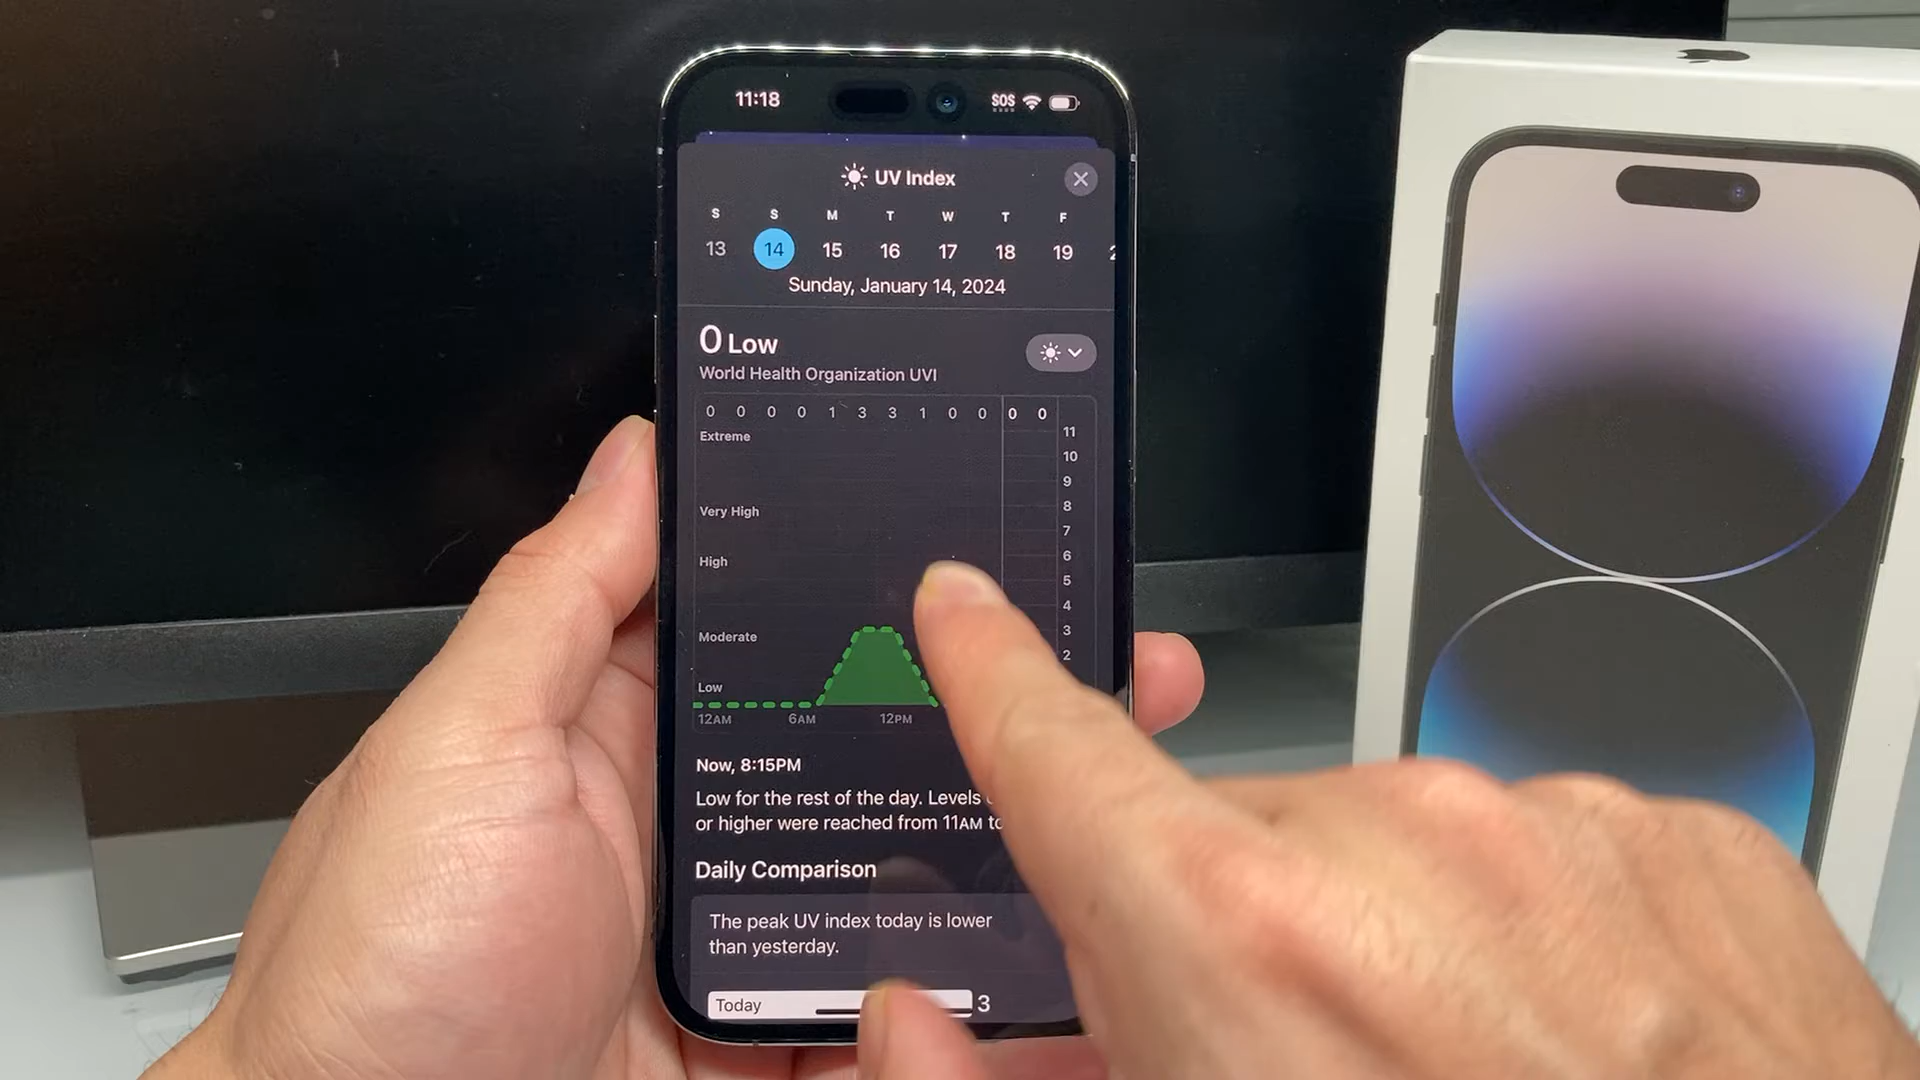 11:18 SOS
UV Index
S S M T W T F
13 14 15 16 17 18 19
Sunday, January 14, 2024
0 Low
World Health Organization UVI
0 0 0 0 1 3 3 1 0 0 0 0
Extreme
11
10
9
Very High
8
7
High
6
5
4
Moderate
3
2
Low
12AM 6AM 12PM
Now, 8:15PM
Low for the rest of the day. Levels
or higher were reached from 11AM to
Daily Comparison
The peak UV index today is lower
than yesterday.
Today 3